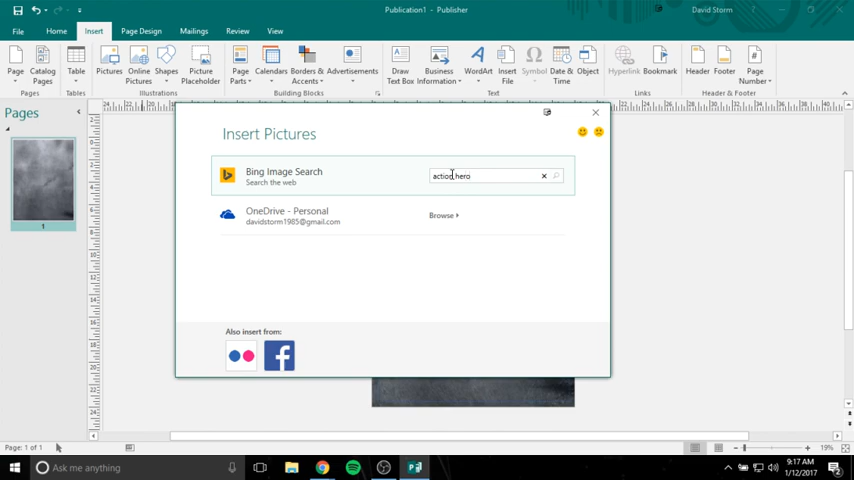 Publication1 - Publisher
David Storm
File Home Insert Page Design Mailings Review View
Page
Catalog Pages
Table
Pictures
Online Pictures
Shapes
Picture Placeholder
Page Parts
Calendars
Borders & Accents
Advertisements
Draw Text Box
Business Information
WordArt
Insert File
Symbol
Date & Time
Object
Hyperlink
Bookmark
Header
Footer
Page Number
Pages Tables Illustrations Building Blocks Text Links Header & Footer
Pages
1
Insert Pictures
Bing Image Search
Search the web
action hero
OneDrive - Personal
davidstorm1985@gmail.com
Browse
Also insert from:
Page: 1 of 1
19%
Ask me anything
9:17 AM
1/12/2017